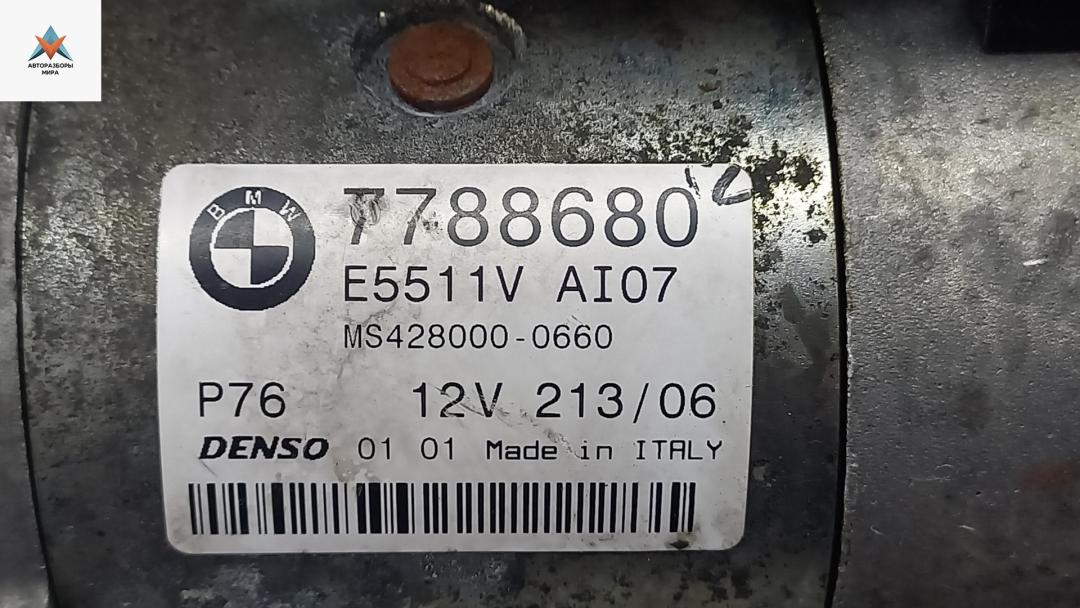 АВТОРАЗБОРЫ
МИРА
BMW
7788680
E5511V AI07
MS428000-0660
P76 12V 213/06
DENSO 01 01 Made in ITALY